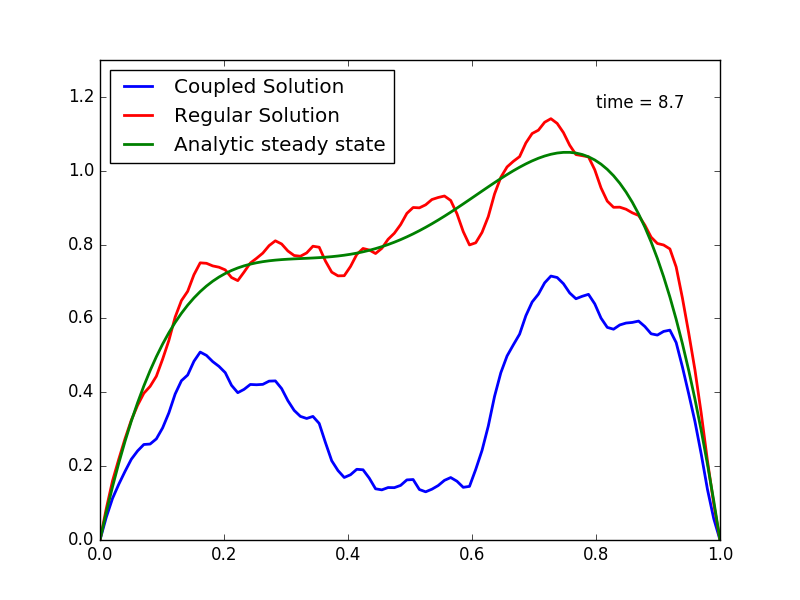 Coupled Solution
Regular Solution
Analytic steady state
time = 8.7
1.2
1.0
0.8
0.6
0.4
0.2
0.0
0.0 0.2 0.4 0.6 0.8 1.0